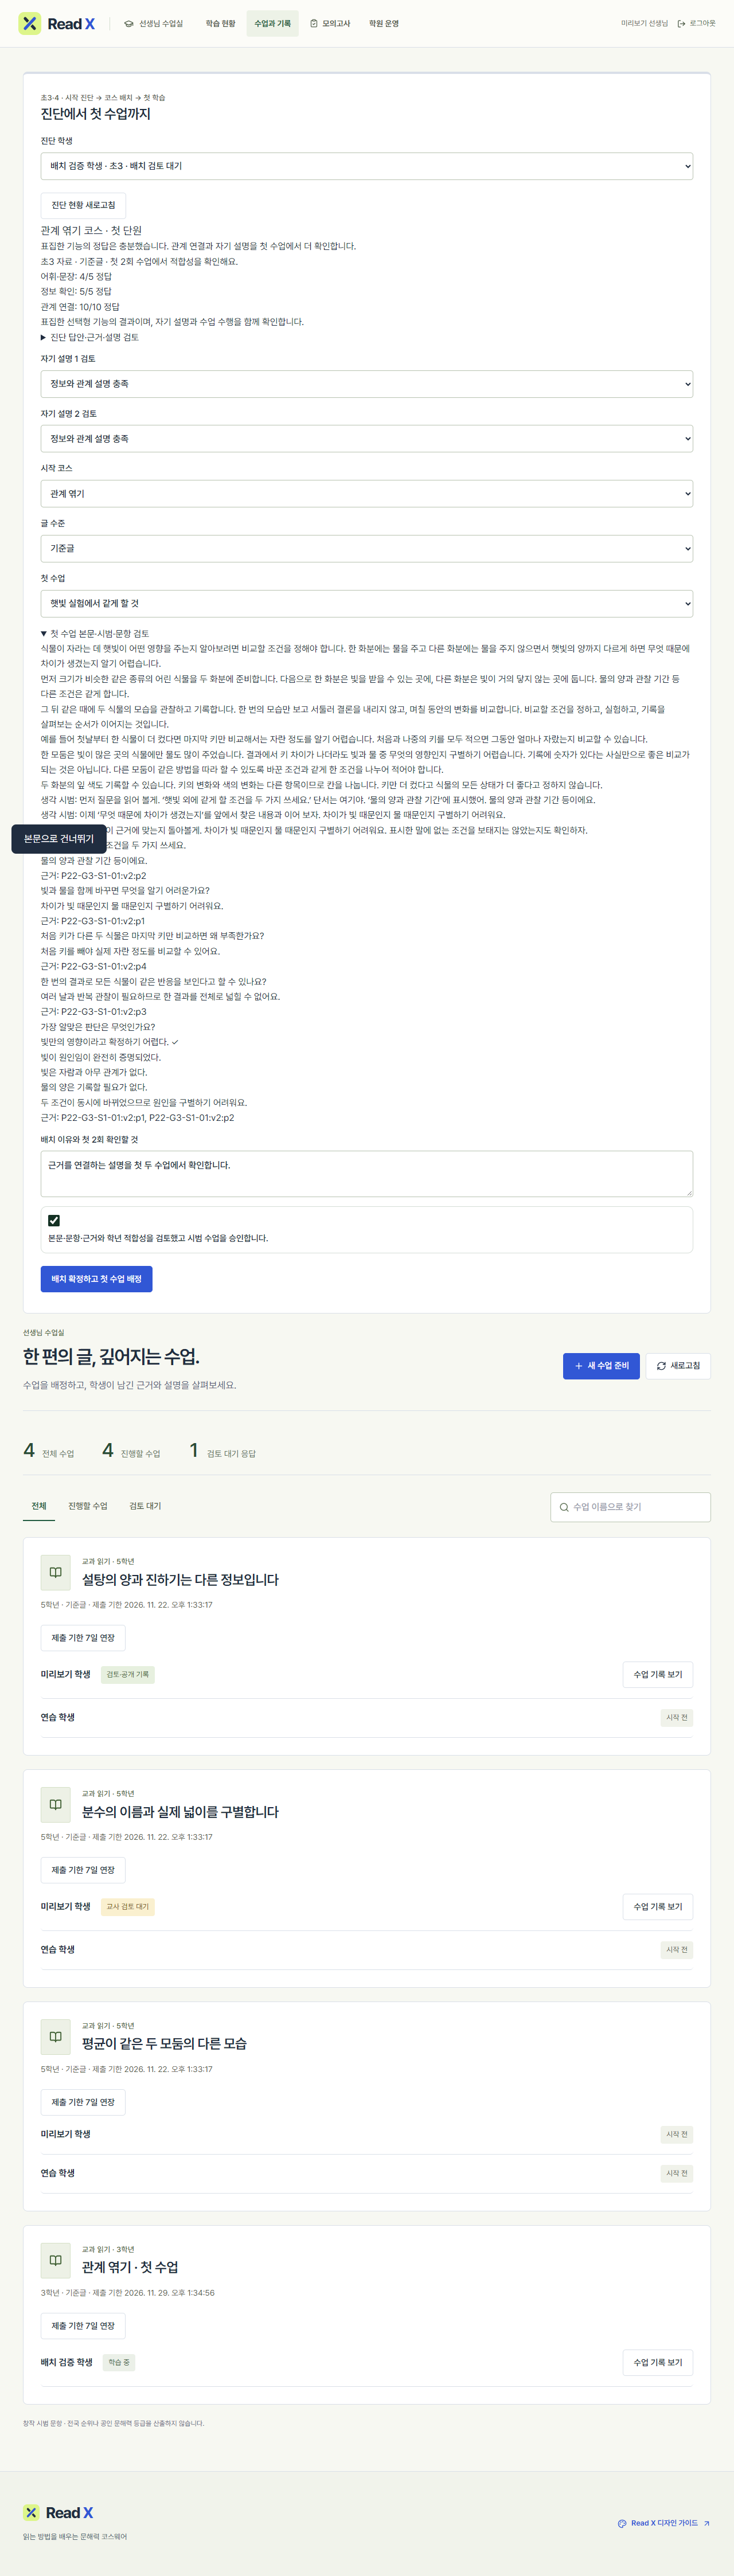 Read X
선생님 수업실
학습 현황
수업과 기록
모의고사
학원 운영
미리보기 선생님
로그아웃
초3·4 · 시작 진단 → 코스 배치 → 첫 학습
진단에서 첫 수업까지
진단 학생
배치 검증 학생 · 초3 · 배치 검토 대기
진단 현황 새로고침
관계 엮기 코스 · 첫 단원
표집한 기능의 정답은 충분했습니다. 관계 연결과 자기 설명을 첫 수업에서 더 확인합니다.
초3 자료 · 기준글 · 첫 2회 수업에서 적합성을 확인해요.
어휘·문장: 4/5 정답
정보 확인: 5/5 정답
관계 연결: 10/10 정답
표집한 선택형 기능의 결과이며, 자기 설명과 수업 수행을 함께 확인합니다.
▶ 진단 답안·근거·설명 검토
자기 설명 1 검토
정보와 관계 설명 충족
자기 설명 2 검토
정보와 관계 설명 충족
시작 코스
관계 엮기
글 수준
기준글
첫 수업
햇빛 실험에서 같게 할 것
▼ 첫 수업 본문·시범·문항 검토
식물이 자라는 데 햇빛이 어떤 영향을 주는지 알아보려면 비교할 조건을 정해야 합니다. 한 화분에는 물을 주고 다른 화분에는 물을 주지 않으면서 햇빛의 양까지 다르게 하면 무엇 때문에
차이가 생겼는지 알기 어렵습니다.
먼저 크기가 비슷한 같은 종류의 어린 식물을 두 화분에 준비합니다. 다음으로 한 화분은 빛을 받을 수 있는 곳에, 다른 화분은 빛이 거의 닿지 않는 곳에 둡니다. 물의 양과 관찰 기간 등
다른 조건은 같게 합니다.
그 뒤 같은 때에 두 식물의 모습을 관찰하고 기록합니다. 한 번의 모습만 보고 서둘러 결론을 내리지 않고, 며칠 동안의 변화를 비교합니다. 비교할 조건을 정하고, 실험하고, 기록을
살펴보는 순서가 이어지는 것입니다.
예를 들어 첫날부터 한 식물이 더 컸다면 마지막 키만 비교해서는 자란 정도를 알기 어렵습니다. 처음과 나중의 키를 모두 적으면 그동안 얼마나 자랐는지 비교할 수 있습니다.
한 모둠은 빛이 많은 곳의 식물에만 물도 많이 주었습니다. 결과에서 키 차이가 나더라도 빛과 물 중 무엇의 영향인지 구별하기 어렵습니다. 기록에 숫자가 있다는 사실만으로 좋은 비교가
되는 것은 아닙니다. 다른 모둠이 같은 방법을 따라 할 수 있도록 바꾼 조건과 같게 한 조건을 나누어 적어야 합니다.
두 화분의 잎 색도 기록할 수 있습니다. 키의 변화와 색의 변화는 다른 항목이므로 칸을 나눕니다. 키만 더 컸다고 식물의 모든 상태가 더 좋다고 정하지 않습니다.
생각 시범: 먼저 질문을 읽어 볼게. ‘햇빛 외에 같게 할 조건을 두 가지 쓰세요.’ 단서는 여기야. ‘물의 양과 관찰 기간’에 표시했어. 물의 양과 관찰 기간 등이에요.
생각 시범: 이제 ‘무엇 때문에 차이가 생겼는지’를 앞에서 찾은 내용과 이어 보자. 차이가 빛 때문인지 물 때문인지 구별하기 어려워요.
이 근거에 맞는지 돌아볼게. 차이가 빛 때문인지 물 때문인지 구별하기 어려워요. 표시한 말에 없는 조건을 보태지는 않았는지도 확인하자.
본문으로 건너뛰기
조건을 두 가지 쓰세요.
물의 양과 관찰 기간 등이에요.
근거: P22-G3-S1-01:v2:p2
빛과 물을 함께 바꾸면 무엇을 알기 어려운가요?
차이가 빛 때문인지 물 때문인지 구별하기 어려워요.
근거: P22-G3-S1-01:v2:p1
처음 키가 다른 두 식물은 마지막 키만 비교하면 왜 부족한가요?
처음 키를 빼야 실제 자란 정도를 비교할 수 있어요.
근거: P22-G3-S1-01:v2:p4
한 번의 결과로 모든 식물이 같은 반응을 보인다고 할 수 있나요?
여러 날과 반복 관찰이 필요하므로 한 결과를 전체로 넓힐 수 없어요.
근거: P22-G3-S1-01:v2:p3
가장 알맞은 판단은 무엇인가요?
빛만의 영향이라고 확정하기 어렵다. ✓
빛이 원인임이 완전히 증명되었다.
빛은 자람과 아무 관계가 없다.
물의 양은 기록할 필요가 없다.
두 조건이 동시에 바뀌었으므로 원인을 구별하기 어려워요.
근거: P22-G3-S1-01:v2:p1, P22-G3-S1-01:v2:p2
배치 이유와 첫 2회 확인할 것
근거를 연결하는 설명을 첫 두 수업에서 확인합니다.
본문·문항·근거와 학년 적합성을 검토했고 시범 수업을 승인합니다.
배치 확정하고 첫 수업 배정
선생님 수업실
한 편의 글, 깊어지는 수업.
수업을 배정하고, 학생이 남긴 근거와 설명을 살펴보세요.
새 수업 준비
새로고침
4 전체 수업
4 진행할 수업
1 검토 대기 응답
전체
진행할 수업
검토 대기
수업 이름으로 찾기
교과 읽기 · 5학년
설탕의 양과 진하기는 다른 정보입니다
5학년 · 기준글 · 제출 기한 2026. 11. 22. 오후 1:33:17
제출 기한 7일 연장
미리보기 학생
검토·공개 기록
수업 기록 보기
연습 학생
시작 전
교과 읽기 · 5학년
분수의 이름과 실제 넓이를 구별합니다
5학년 · 기준글 · 제출 기한 2026. 11. 22. 오후 1:33:17
제출 기한 7일 연장
미리보기 학생
교사 검토 대기
수업 기록 보기
연습 학생
시작 전
교과 읽기 · 5학년
평균이 같은 두 모둠의 다른 모습
5학년 · 기준글 · 제출 기한 2026. 11. 22. 오후 1:33:17
제출 기한 7일 연장
미리보기 학생
시작 전
연습 학생
시작 전
교과 읽기 · 3학년
관계 엮기 · 첫 수업
3학년 · 기준글 · 제출 기한 2026. 11. 29. 오후 1:34:56
제출 기한 7일 연장
배치 검증 학생
학습 중
수업 기록 보기
창작 시범 문항 · 전국 순위나 공인 문해력 등급을 산출하지 않습니다.
Read X
읽는 방법을 배우는 문해력 코스웨어
Read X 디자인 가이드